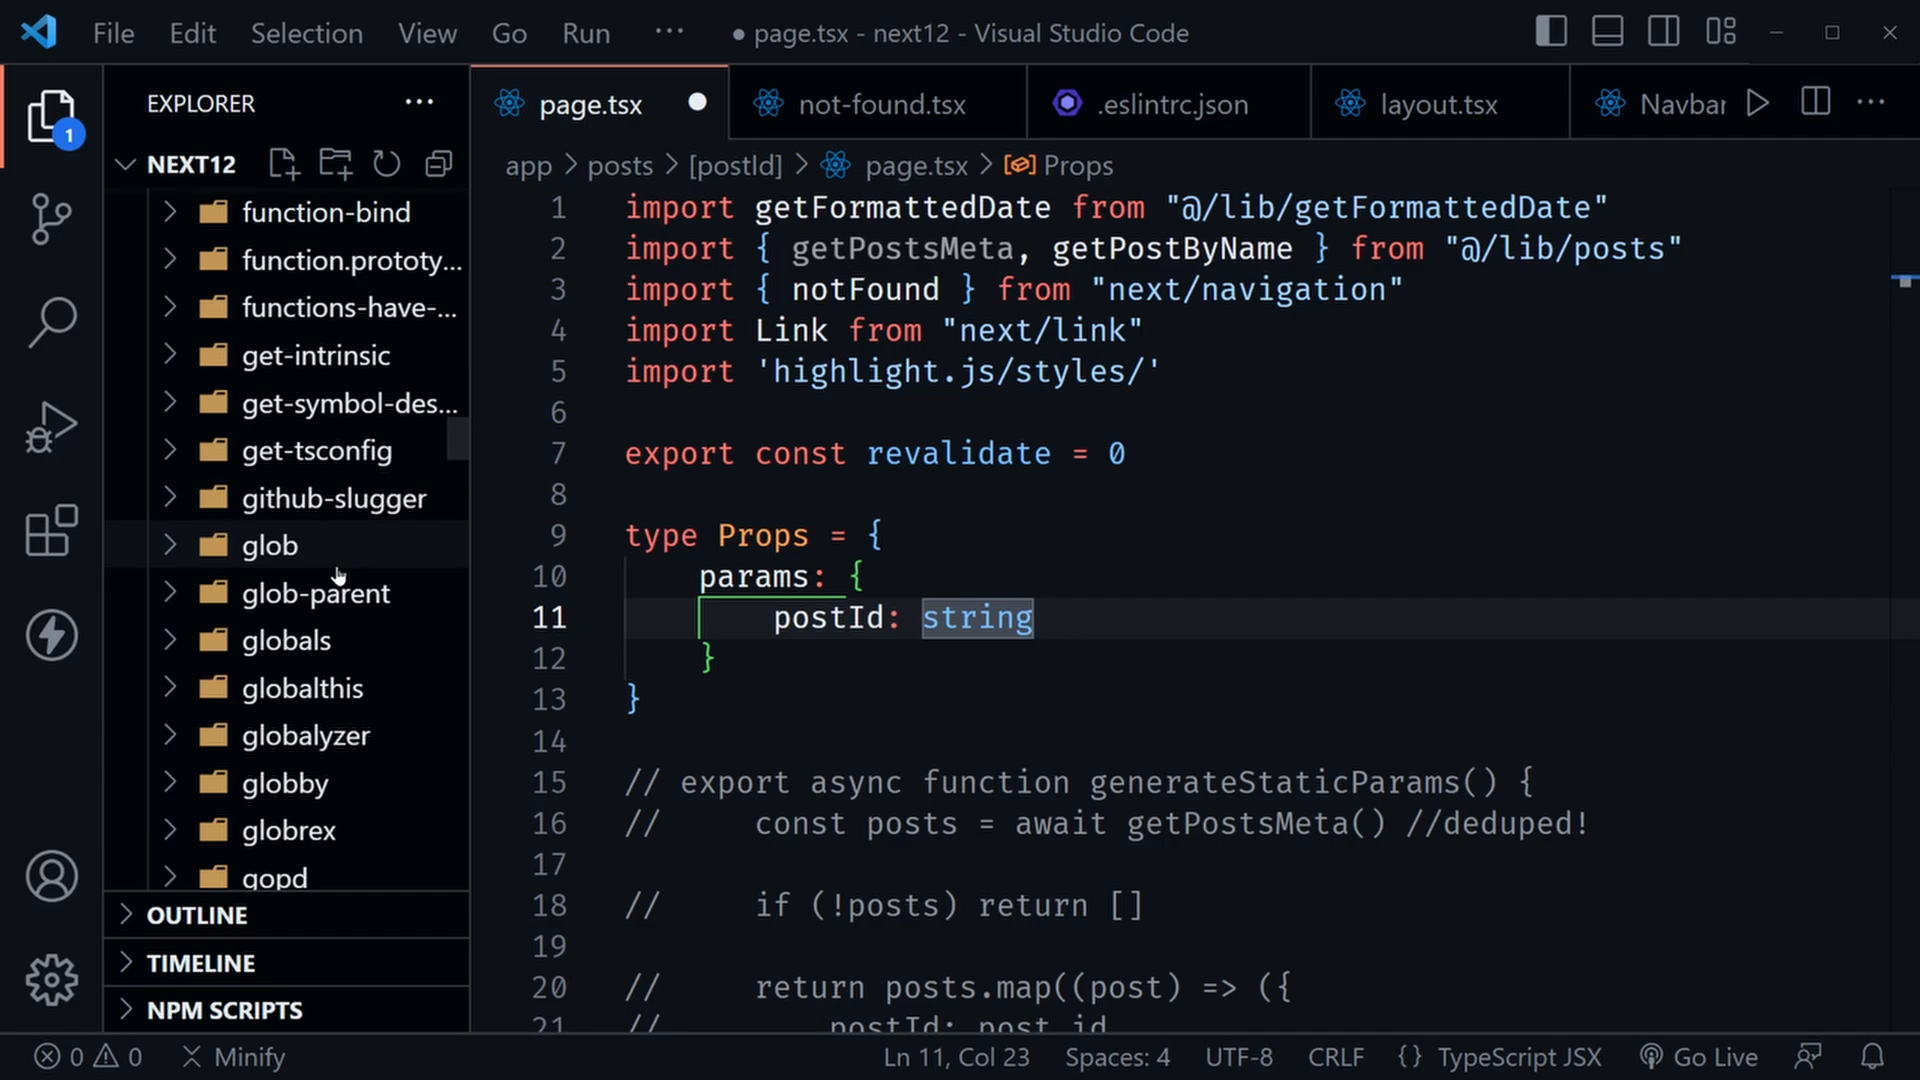 File Edit Selection View Go Run ··· ● page.tsx - next12 - Visual Studio Code
EXPLORER ···
page.tsx ● not-found.tsx .eslintrc.json layout.tsx Navbar ···
1
NEXT12
app > posts > [postId] > page.tsx > Props
function-bind
function.prototy...
functions-have-...
get-intrinsic
get-symbol-des...
get-tsconfig
github-slugger
glob
glob-parent
globals
globalthis
globalyzer
globby
globrex
gopd
OUTLINE
TIMELINE
NPM SCRIPTS
1 import getFormattedDate from "@/lib/getFormattedDate"
2 import { getPostsMeta, getPostByName } from "@/lib/posts"
3 import { notFound } from "next/navigation"
4 import Link from "next/link"
5 import 'highlight.js/styles/'
6
7 export const revalidate = 0
8
9 type Props = {
10 params: {
11 postId: string
12 }
13 }
14
15 // export async function generateStaticParams() {
16 // const posts = await getPostsMeta() //deduped!
17
18 // if (!posts) return []
19
20 // return posts.map((post) => ({
21 // postId: post.id
0 0 Minify Ln 11, Col 23 Spaces: 4 UTF-8 CRLF {} TypeScript JSX Go Live